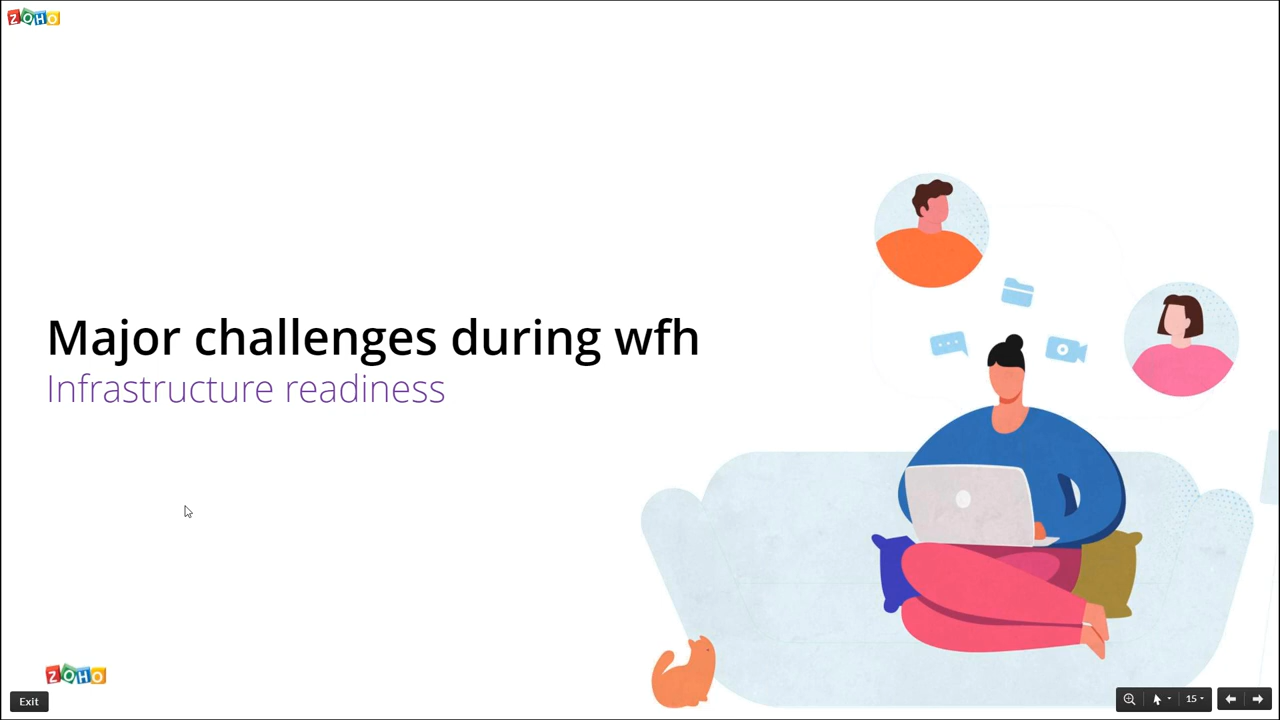 ZOHO
Major challenges during wfh
Infrastructure readiness
ZOHO
Exit
15